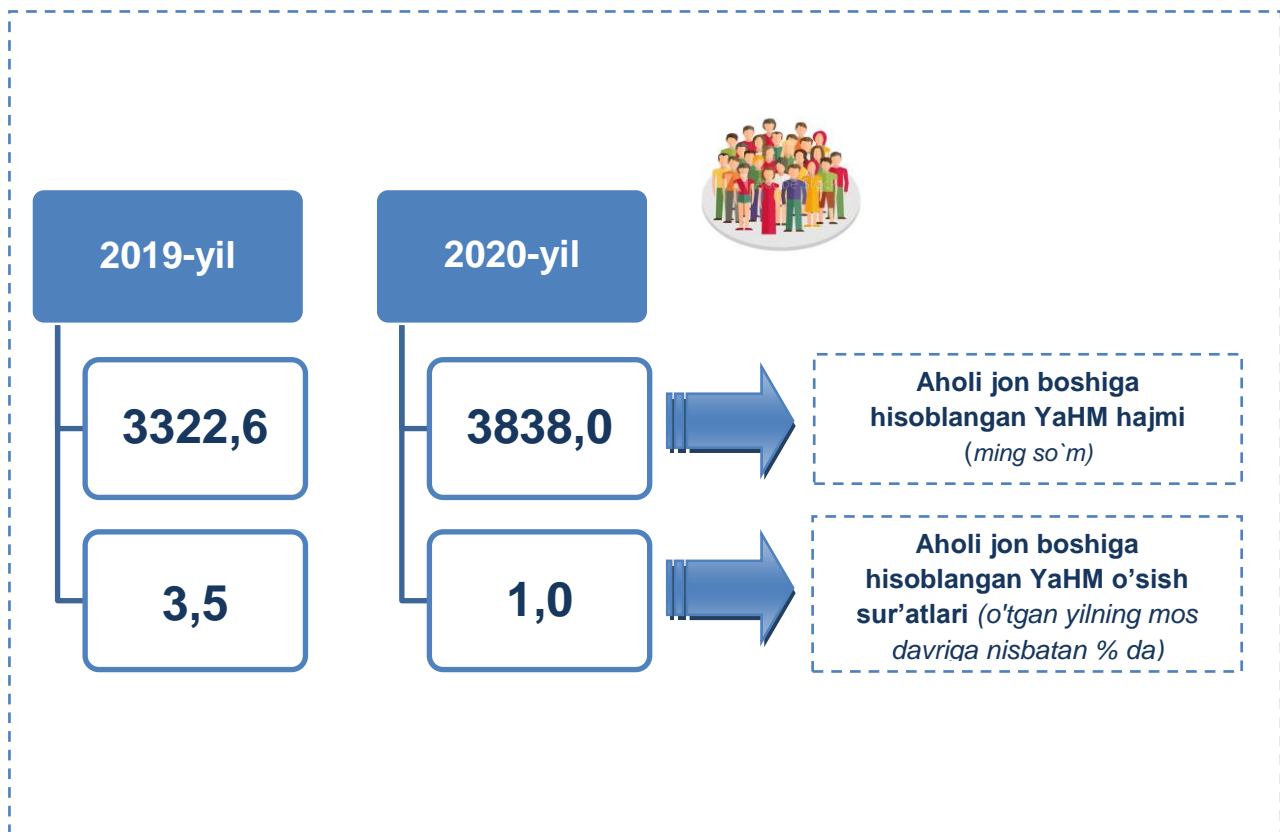 2019-yil
2020-yil
3322,6
3838,0
Aholi jon boshiga
hisoblangan YaHM hajmi
(ming so`m)
3,5
1,0
Aholi jon boshiga
hisoblangan YaHM o’sish
sur’atlari (o'tgan yilning mos
davriga nisbatan % da)